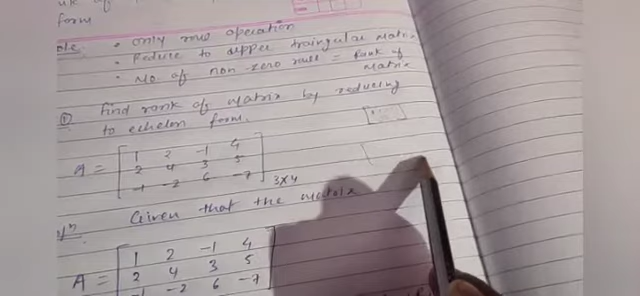 form
• only row operation
• Reduce to upper traingular matrix
• No. of non-zero rows = Rank of
matrix
① Find rank of matrix by reducing
to echelon form.
A = [ 1 2 -1 4
2 4 3 5
-1 -2 6 -7 ] 3×4
Given that the matrix
A = [ 1 2 -1 4
2 4 3 5
-1 -2 6 -7